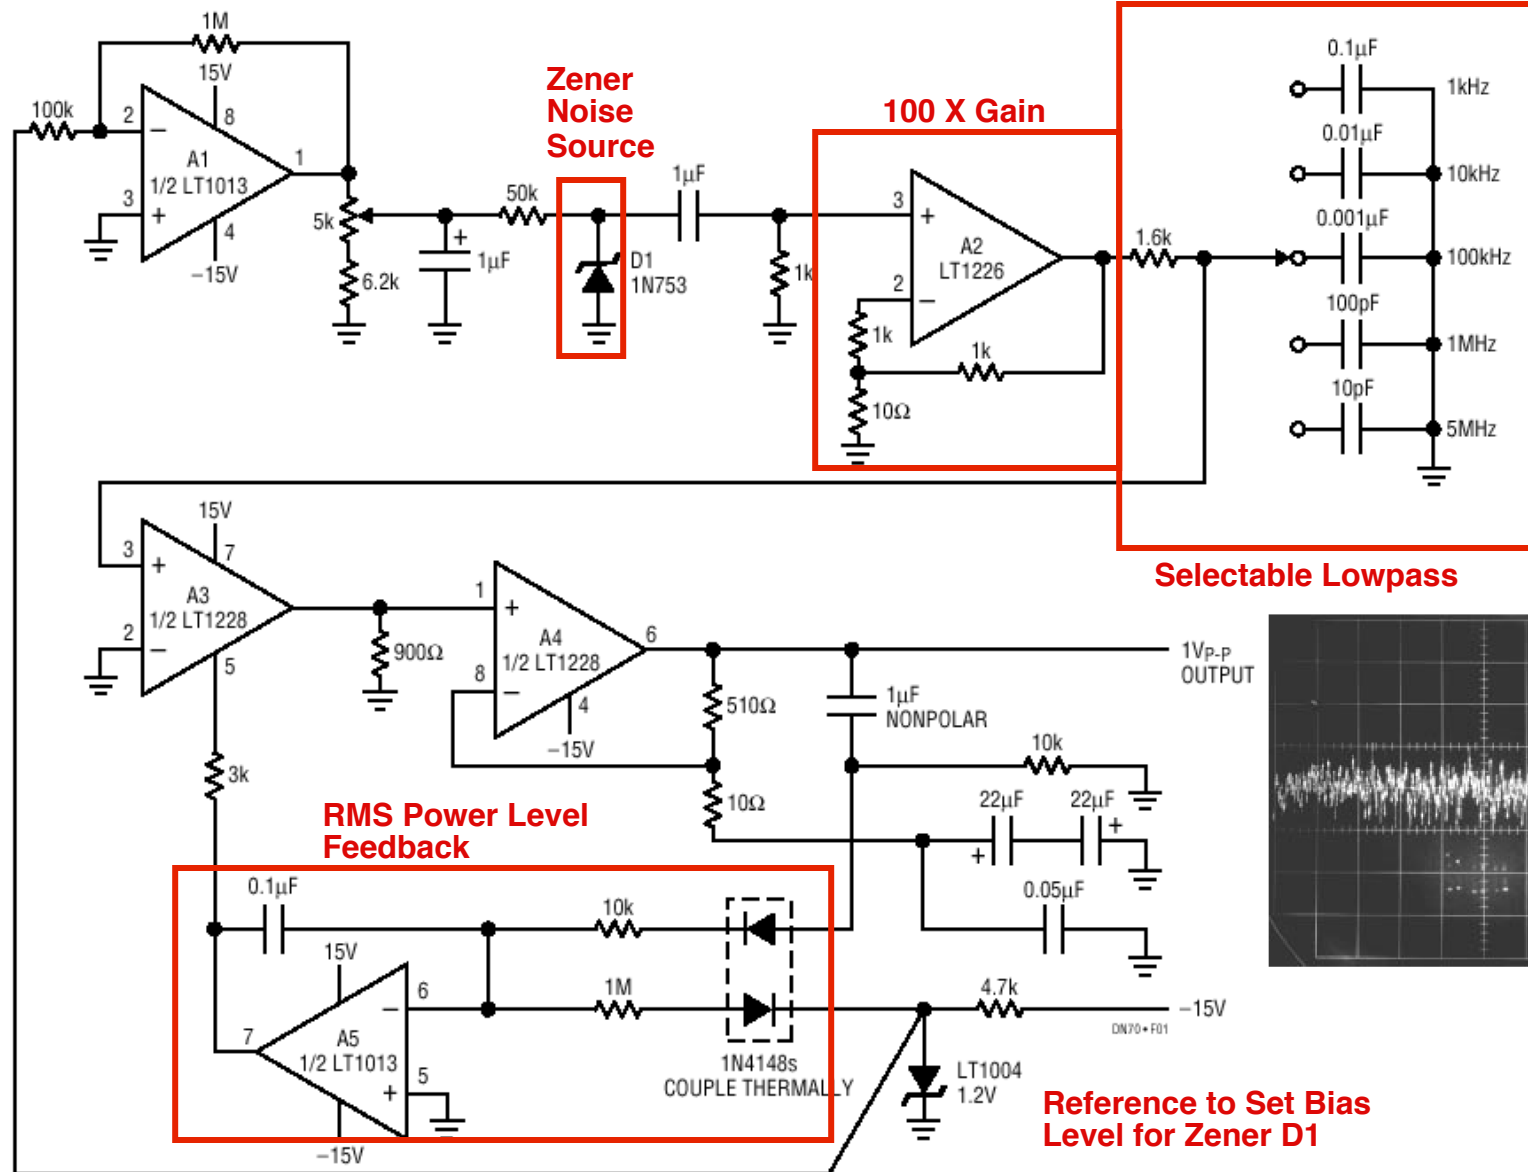 1M
15V
100k
2
8
−
A1
1/2 LT1013
1
3
+
4
−15V
5k
6.2k
+
1µF
50k
Zener
Noise
Source
D1
1N753
1µF
1k
100 X Gain
3
+
A2
LT1226
2
−
1k
1k
10Ω
1.6k
0.1µF
1kHz
0.01µF
10kHz
0.001µF
100kHz
100pF
1MHz
10pF
5MHz
Selectable Lowpass
15V
3
7
+
A3
1/2 LT1228
2
−
5
900Ω
1
+
A4
1/2 LT1228
6
8
−
4
−15V
510Ω
1µF
NONPOLAR
1VP-P
OUTPUT
10k
10Ω
22µF
22µF
+
+
0.05µF
3k
RMS Power Level
Feedback
0.1µF
10k
15V
6
−
1M
7
A5
1/2 LT1013
5
+
−15V
1N4148s
COUPLE THERMALLY
4.7k
−15V
DN70 • F01
LT1004
1.2V
Reference to Set Bias
Level for Zener D1